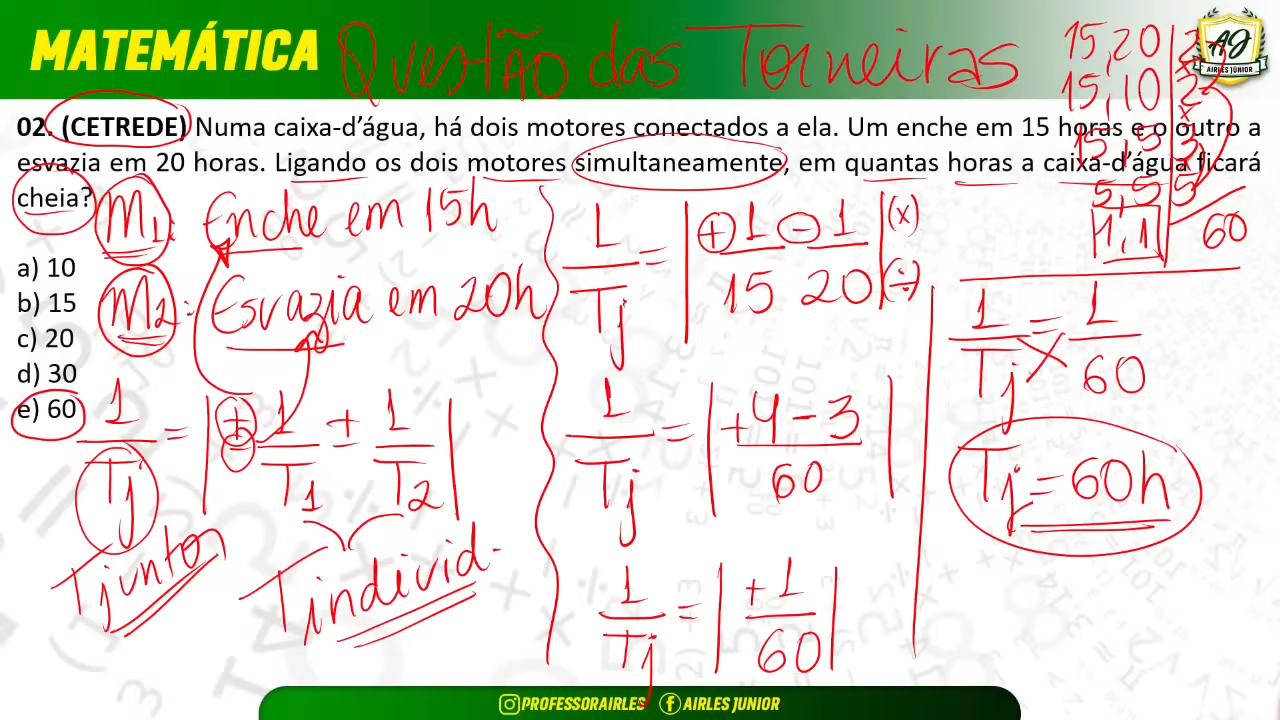 MATEMÁTICA
Questão das Torneiras
AJ
AIRLES JÚNIOR
02. (CETREDE) Numa caixa-d'água, há dois motores conectados a ela. Um enche em 15 horas e o outro a
esvazia em 20 horas. Ligando os dois motores simultaneamente, em quantas horas a caixa-d'água ficará
cheia?
a) 10
b) 15
c) 20
d) 30
e) 60
M1: Enche em 15h
M2: Esvazia em 20h
1/Tj = | ± 1/T1 ± 1/T2 |
Tjuntos
Tindivid.
1/Tj = | + 1/15 - 1/20 | (x) (÷)
1/Tj = | +4 - 3 / 60 |
1/Tj = | +1/60 |
15, 20 | 2
15, 10 | 2
15, 5 | 3
5, 5 | 5
1, 1 | 60
1/Tj = 1/60
Tj = 60h
PROFESSORAIRLES
AIRLES JUNIOR